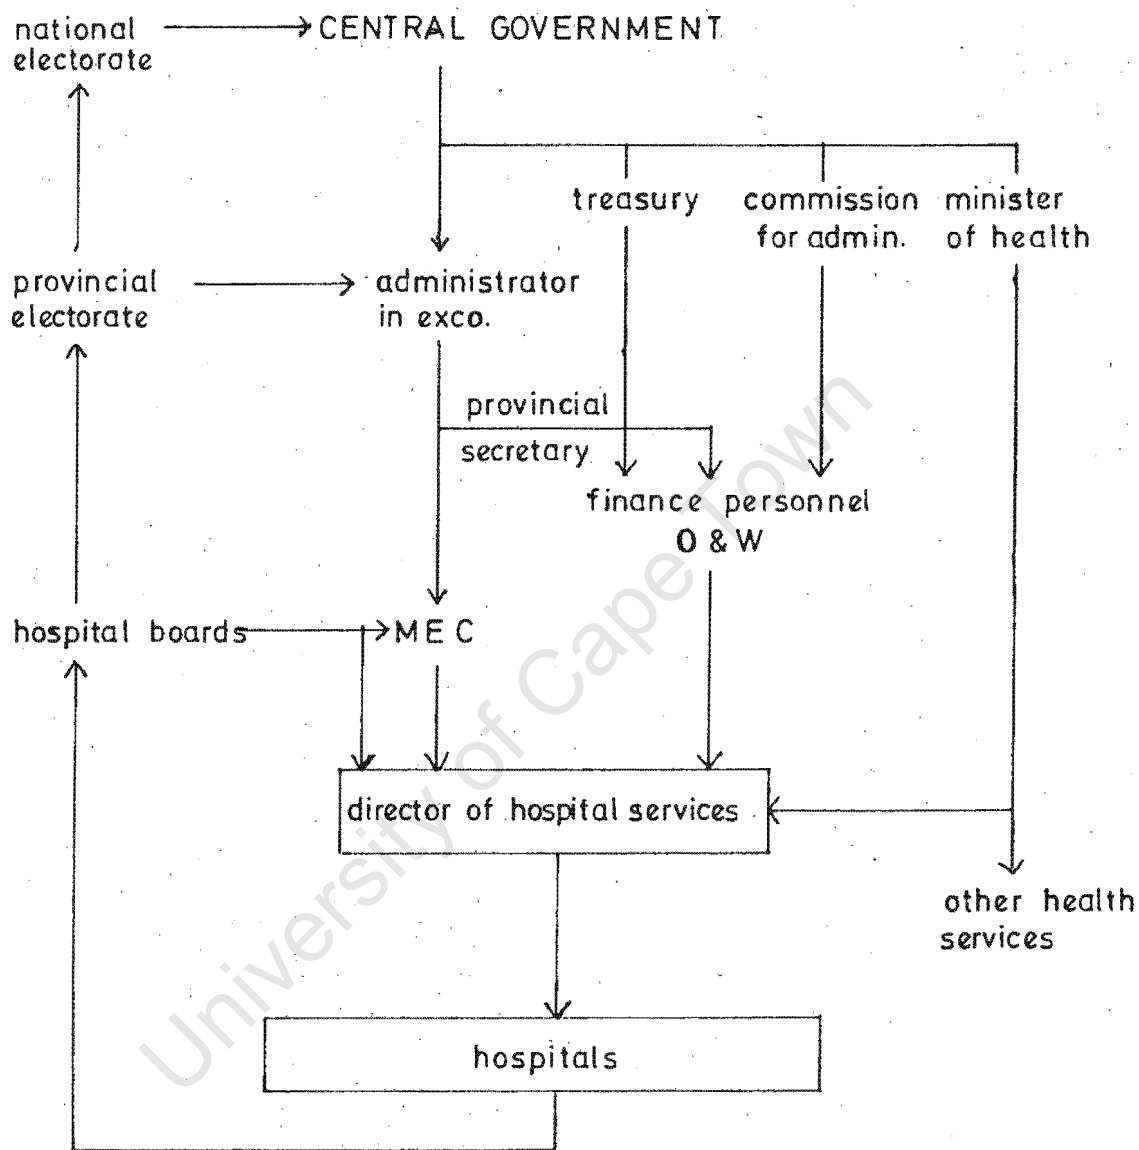 national
electorate
CENTRAL GOVERNMENT
treasury
commission
for admin.
minister
of health
provincial
electorate
administrator
in exco.
provincial
secretary
finance personnel
O & W
hospital boards
MEC
director of hospital services
other health
services
hospitals
University of Cape Town